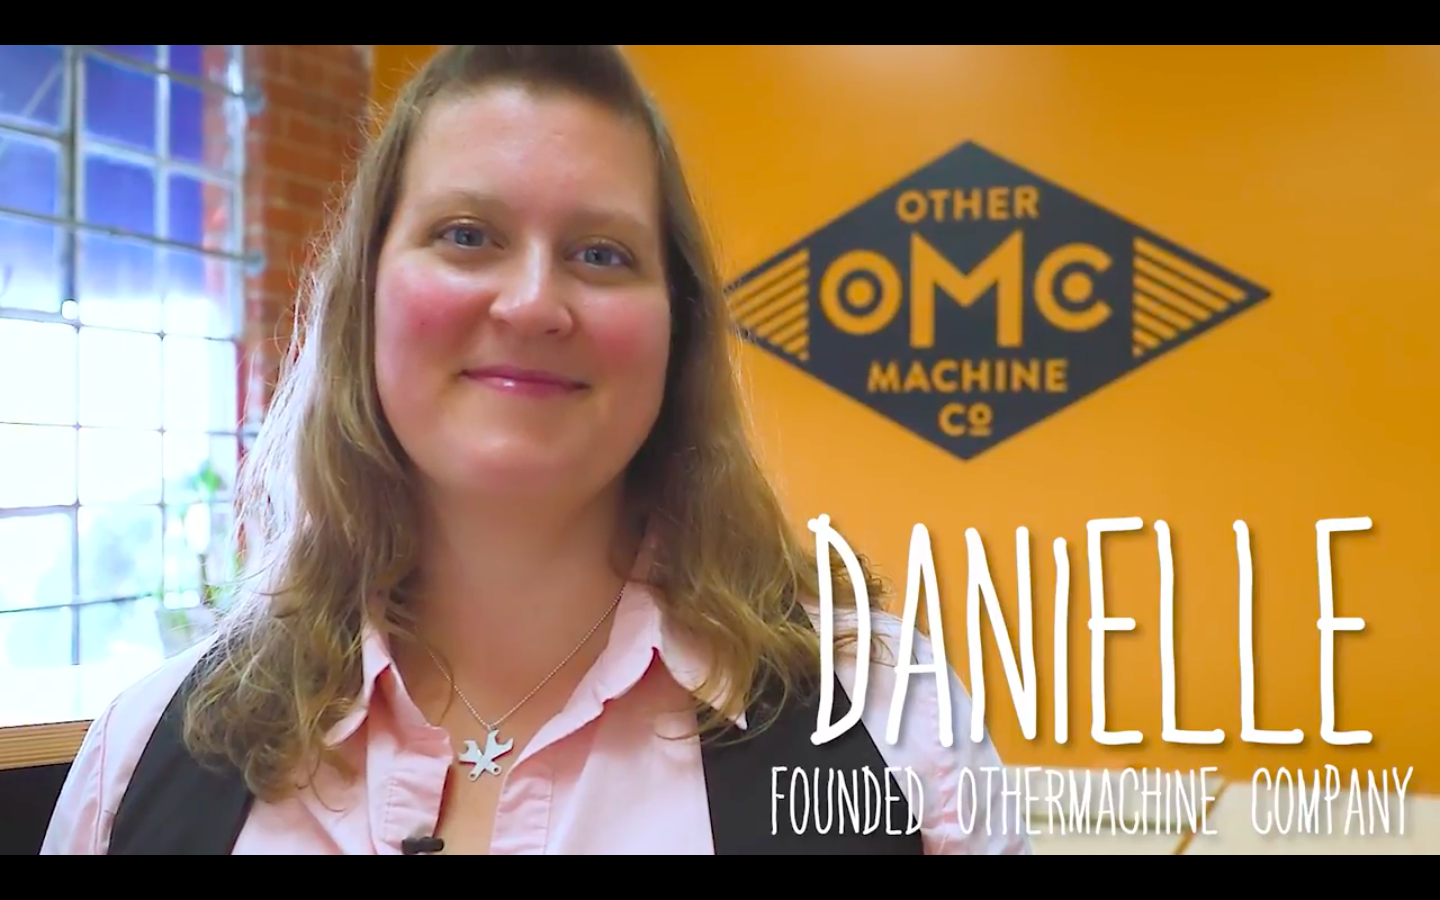 OTHER
OMC
MACHINE
Co
DANIELLE
FOUNDED OTHERMACHINE COMPANY